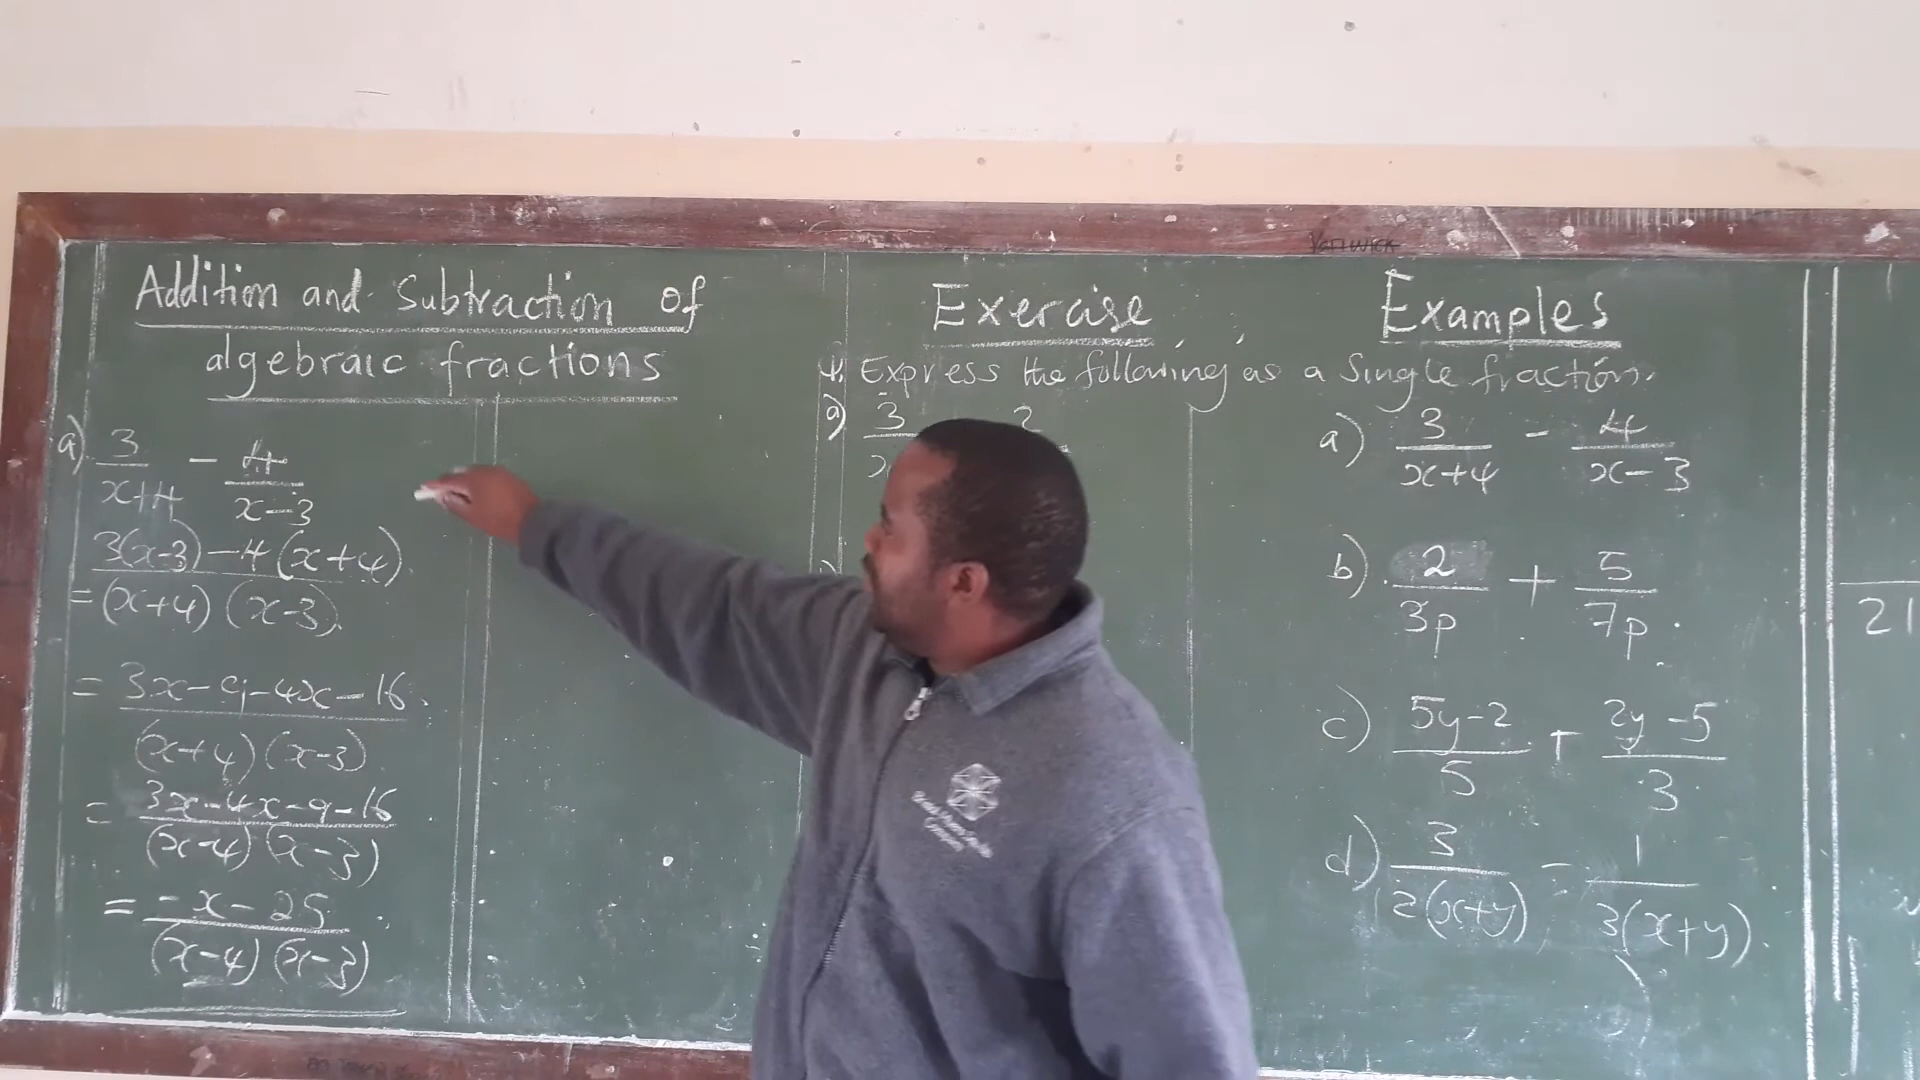 Addition and Subtraction of
algebraic fractions
a) 3/(x+4) - 4/(x-3)
3(x-3)-4(x+4)
= (x+4)(x-3)
= 3x-9-4x-16
(x+4)(x-3)
= 3x-4x-9-16
(x-4)(x-3)
= -x-25
(x-4)(x-3)
Exercise
1. Express the following as a single fraction.
a) 3 2
x
Examples
a) 3/(x+4) - 4/(x-3)
b) 2/3p + 5/7p
c) (5y-2)/5 + (2y-5)/3
d) 3/2(x+y) - 1/3(x+y)
21